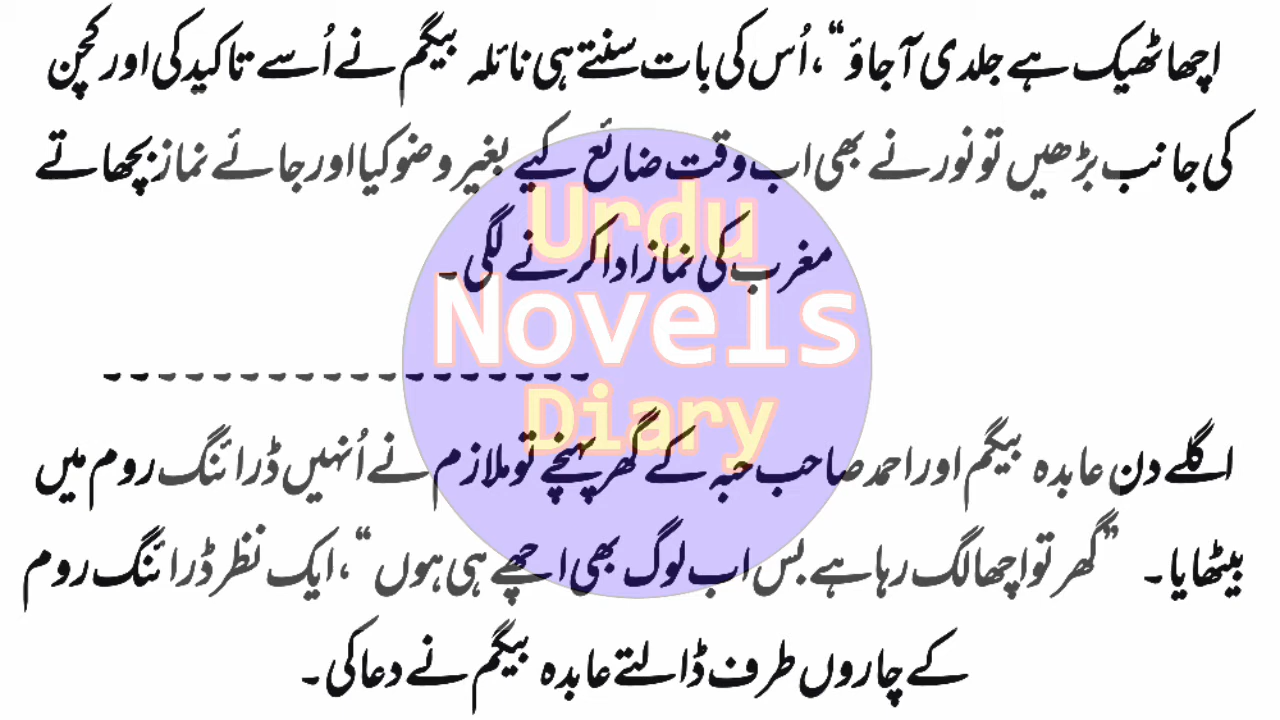 اچھا ٹھیک ہے جلدی آجاؤ“، اُس کی بات سنتے ہی نائلہ بیگم نے اُسے تاکید کی اور کچن
کی جانب بڑھیں تو نور نے بھی اب وقت ضائع کیے بغیر وضو کیا اور جائے نماز بچھاتے
مغرب کی نماز ادا کرنے لگی۔
Urdu
Novels
۔۔۔۔۔۔۔۔۔۔۔۔۔۔۔۔۔۔
Diary
اگلے دن عابدہ بیگم اور احمد صاحب حبہ کے گھر پہنچے تو ملازم نے اُنہیں ڈرائنگ روم میں
بیٹھایا۔ ”گھر تو اچھا لگ رہا ہے بس اب لوگ بھی اچھے ہی ہوں“، ایک نظر ڈرائنگ روم
کے چاروں طرف ڈالتے عابدہ بیگم نے دعا کی۔